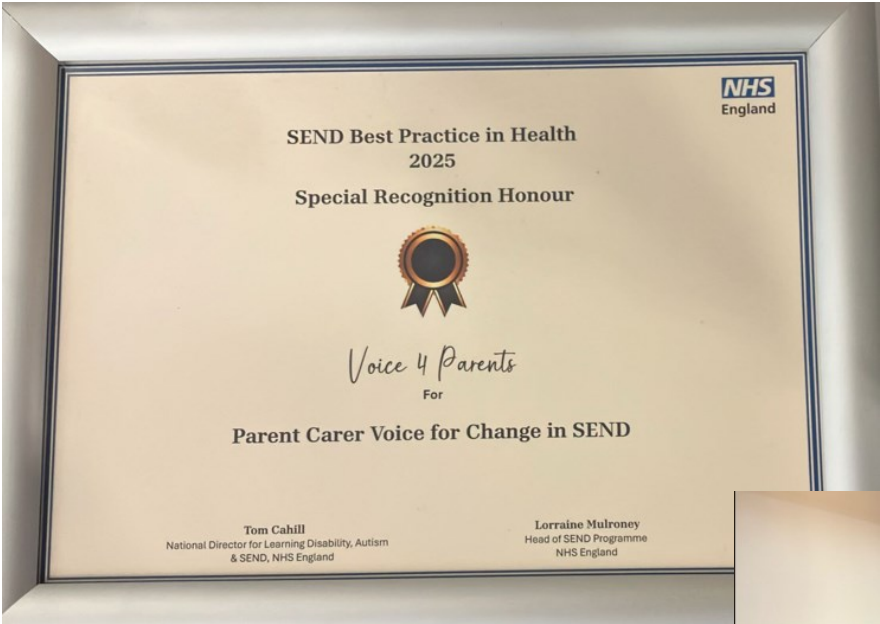 NHS
England
SEND Best Practice in Health
2025
Special Recognition Honour
Voice 4 Parents
For
Parent Carer Voice for Change in SEND
Tom Cahill
National Director for Learning Disability, Autism
& SEND, NHS England
Lorraine Mulroney
Head of SEND Programme
NHS England